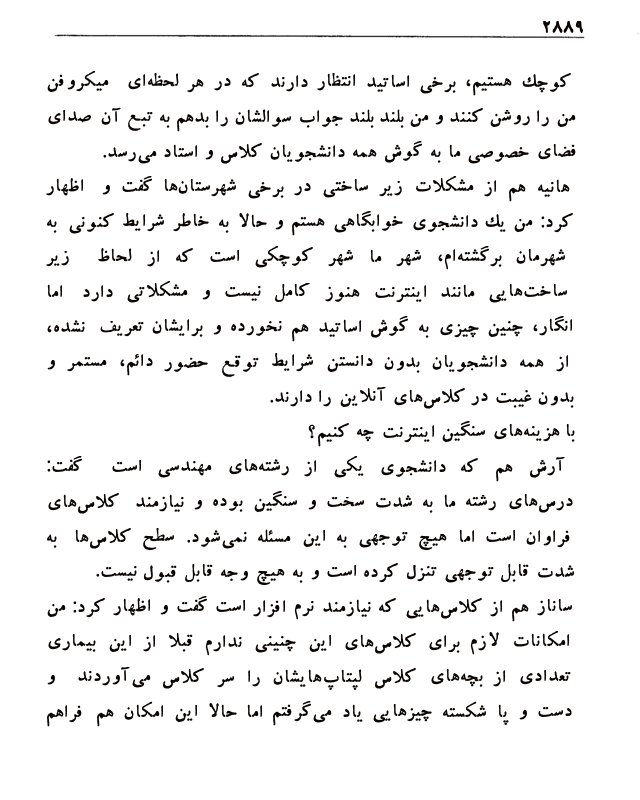 ۲۸۸۹
کوچك هستیم، برخی اساتید انتظار دارند که در هر لحظه‌ای میکروفن
من را روشن کنند و من بلند بلند جواب سوالشان را بدهم به تبع آن صدای
فضای خصوصی ما به گوش همه دانشجویان کلاس و استاد می‌رسد.
هانیه هم از مشکلات زیر ساختی در برخی شهرستان‌ها گفت و اظهار
کرد: من یك دانشجوی خوابگاهی هستم و حالا به خاطر شرایط کنونی به
شهرمان برگشته‌ام، شهر ما شهر کوچکی است که از لحاظ زیر
ساخت‌هایی مانند اینترنت هنوز کامل نیست و مشکلاتی دارد اما
انگار، چنین چیزی به گوش اساتید هم نخورده و برایشان تعریف نشده،
از همه دانشجویان بدون دانستن شرایط توقع حضور دائم، مستمر و
بدون غیبت در کلاس‌های آنلاین را دارند.
با هزینه‌های سنگین اینترنت چه کنیم؟
آرش هم که دانشجوی یکی از رشته‌های مهندسی است گفت:
درس‌های رشته ما به شدت سخت و سنگین بوده و نیازمند کلاس‌های
فراوان است اما هیچ توجهی به این مسئله نمی‌شود. سطح کلاس‌ها به
شدت قابل توجهی تنزل کرده است و به هیچ وجه قابل قبول نیست.
ساناز هم از کلاس‌هایی که نیازمند نرم افزار است گفت و اظهار کرد: من
امکانات لازم برای کلاس‌های این چنینی ندارم قبلا از این بیماری
تعدادی از بچه‌های کلاس لپتاپ‌هایشان را سر کلاس می‌آوردند و
دست و پا شکسته چیزهایی یاد می‌گرفتم اما حالا این امکان هم فراهم